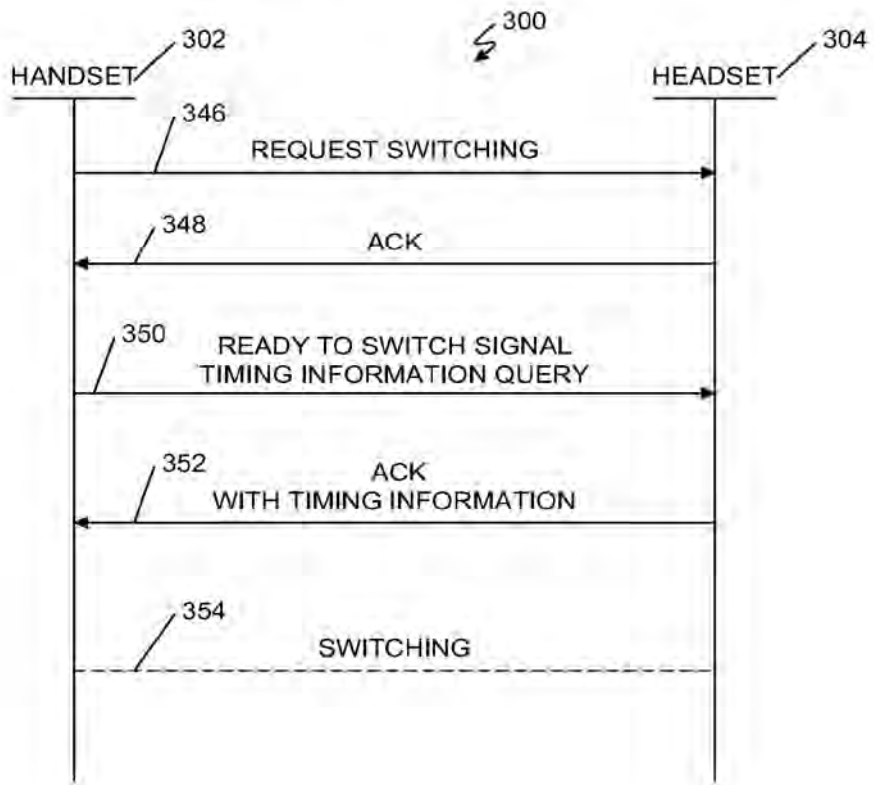 300
302
304
HANDSET
HEADSET
346
REQUEST SWITCHING
348
ACK
350
READY TO SWITCH SIGNAL
TIMING INFORMATION QUERY
352
ACK
WITH TIMING INFORMATION
354
SWITCHING